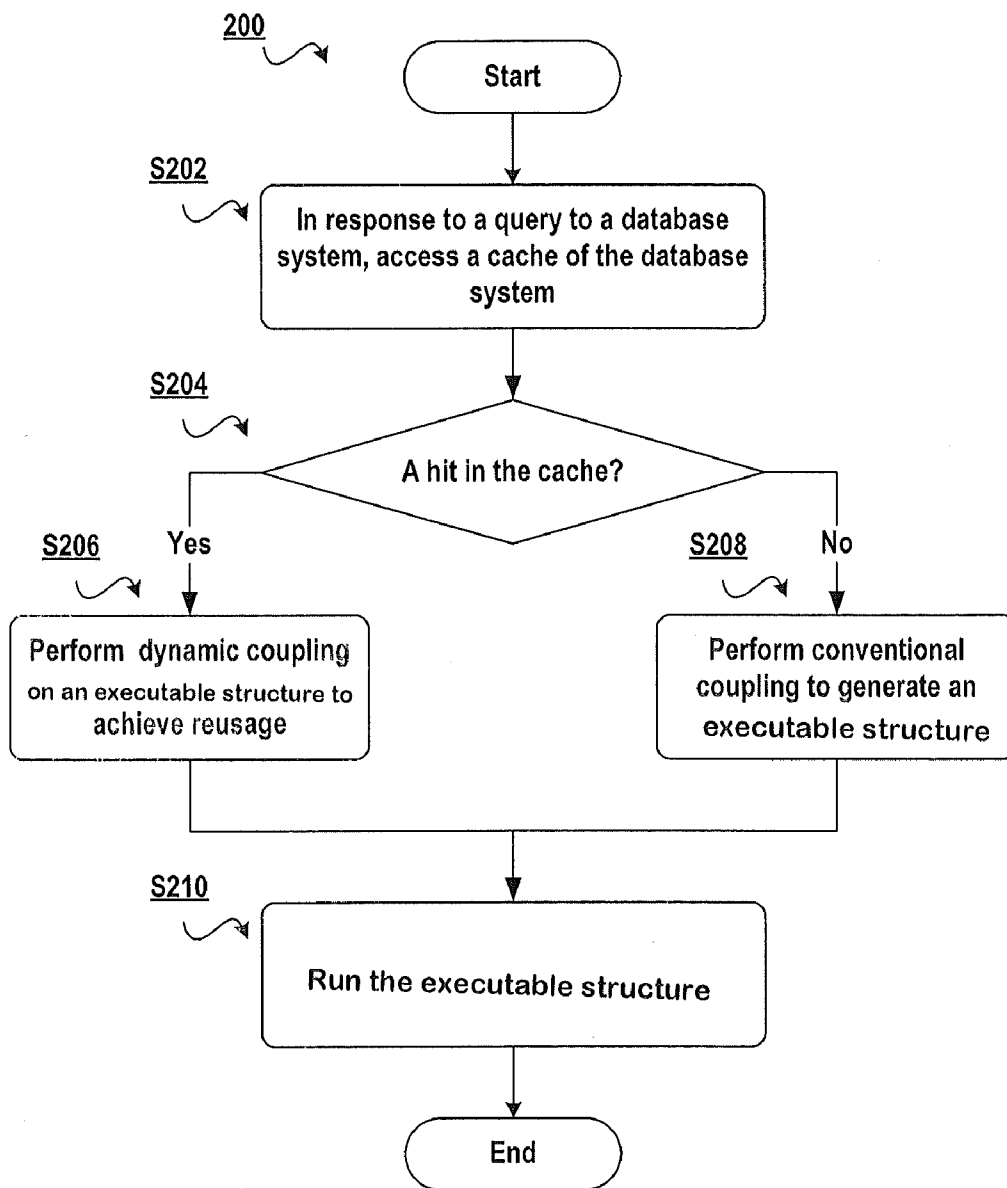 200
Start
S202
In response to a query to a database
system, access a cache of the database
system
S204
A hit in the cache?
S206
Yes
S208
No
Perform dynamic coupling
on an executable structure to
achieve reusage
Perform conventional
coupling to generate an
executable structure
S210
Run the executable structure
End